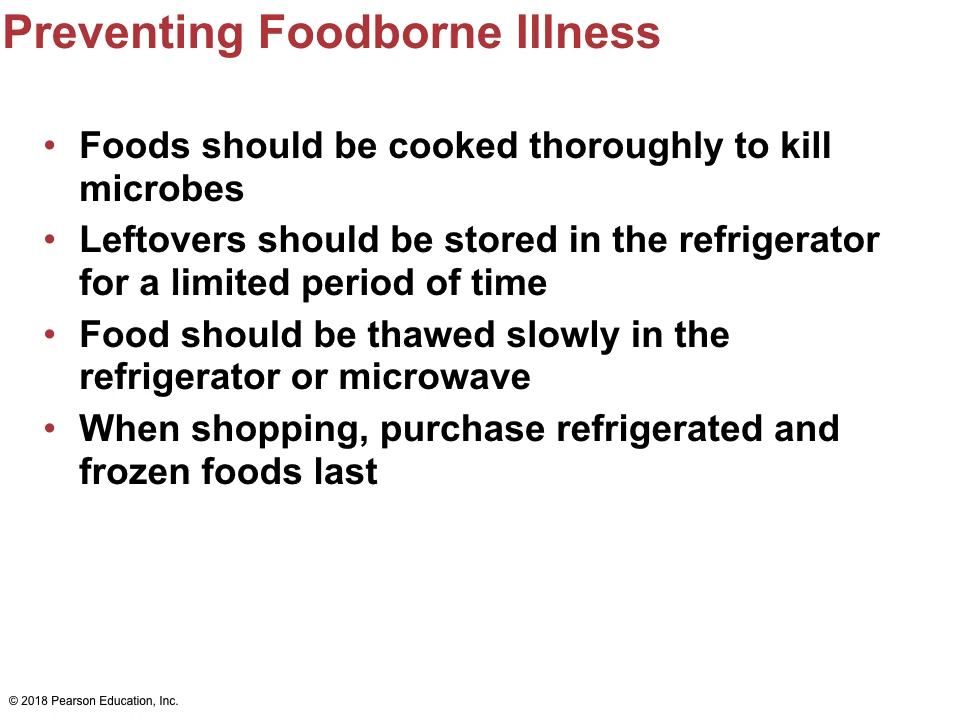 Preventing Foodborne Illness
• Foods should be cooked thoroughly to kill
microbes
• Leftovers should be stored in the refrigerator
for a limited period of time
• Food should be thawed slowly in the
refrigerator or microwave
• When shopping, purchase refrigerated and
frozen foods last
© 2018 Pearson Education, Inc.